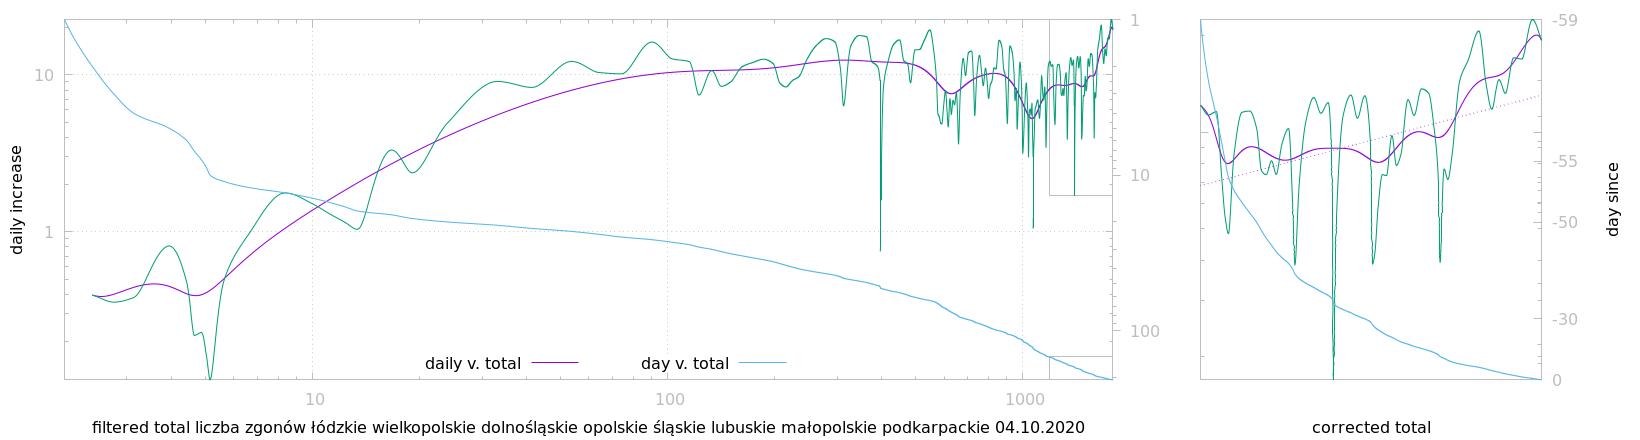 1
-59
10
daily increase
10
-55
-50
day since
1
-30
100
daily v. total
day v. total
0
10
100
1000
filtered total liczba zgonów łódzkie wielkopolskie dolnośląskie opolskie śląskie lubuskie małopolskie podkarpackie 04.10.2020
corrected total